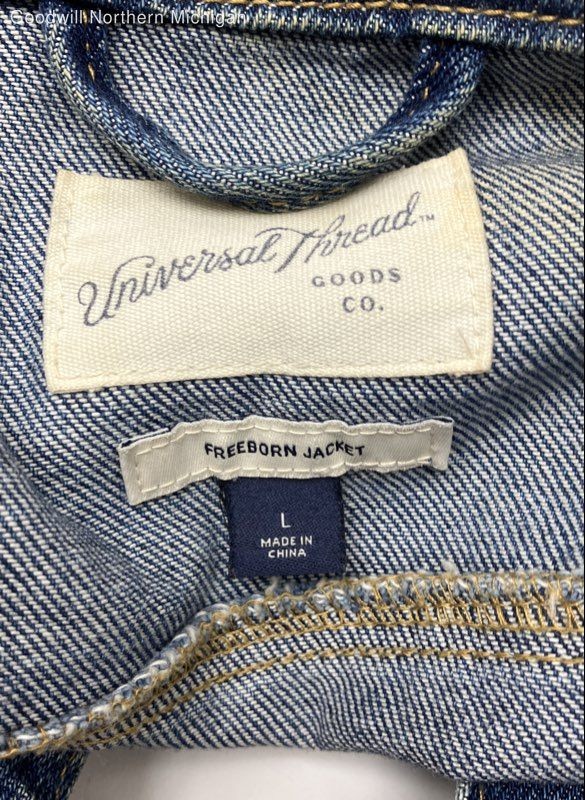 Goodwill Northern Michigan
Universal Thread™
GOODS
CO.
FREEBORN JACKET
L
MADE IN
CHINA